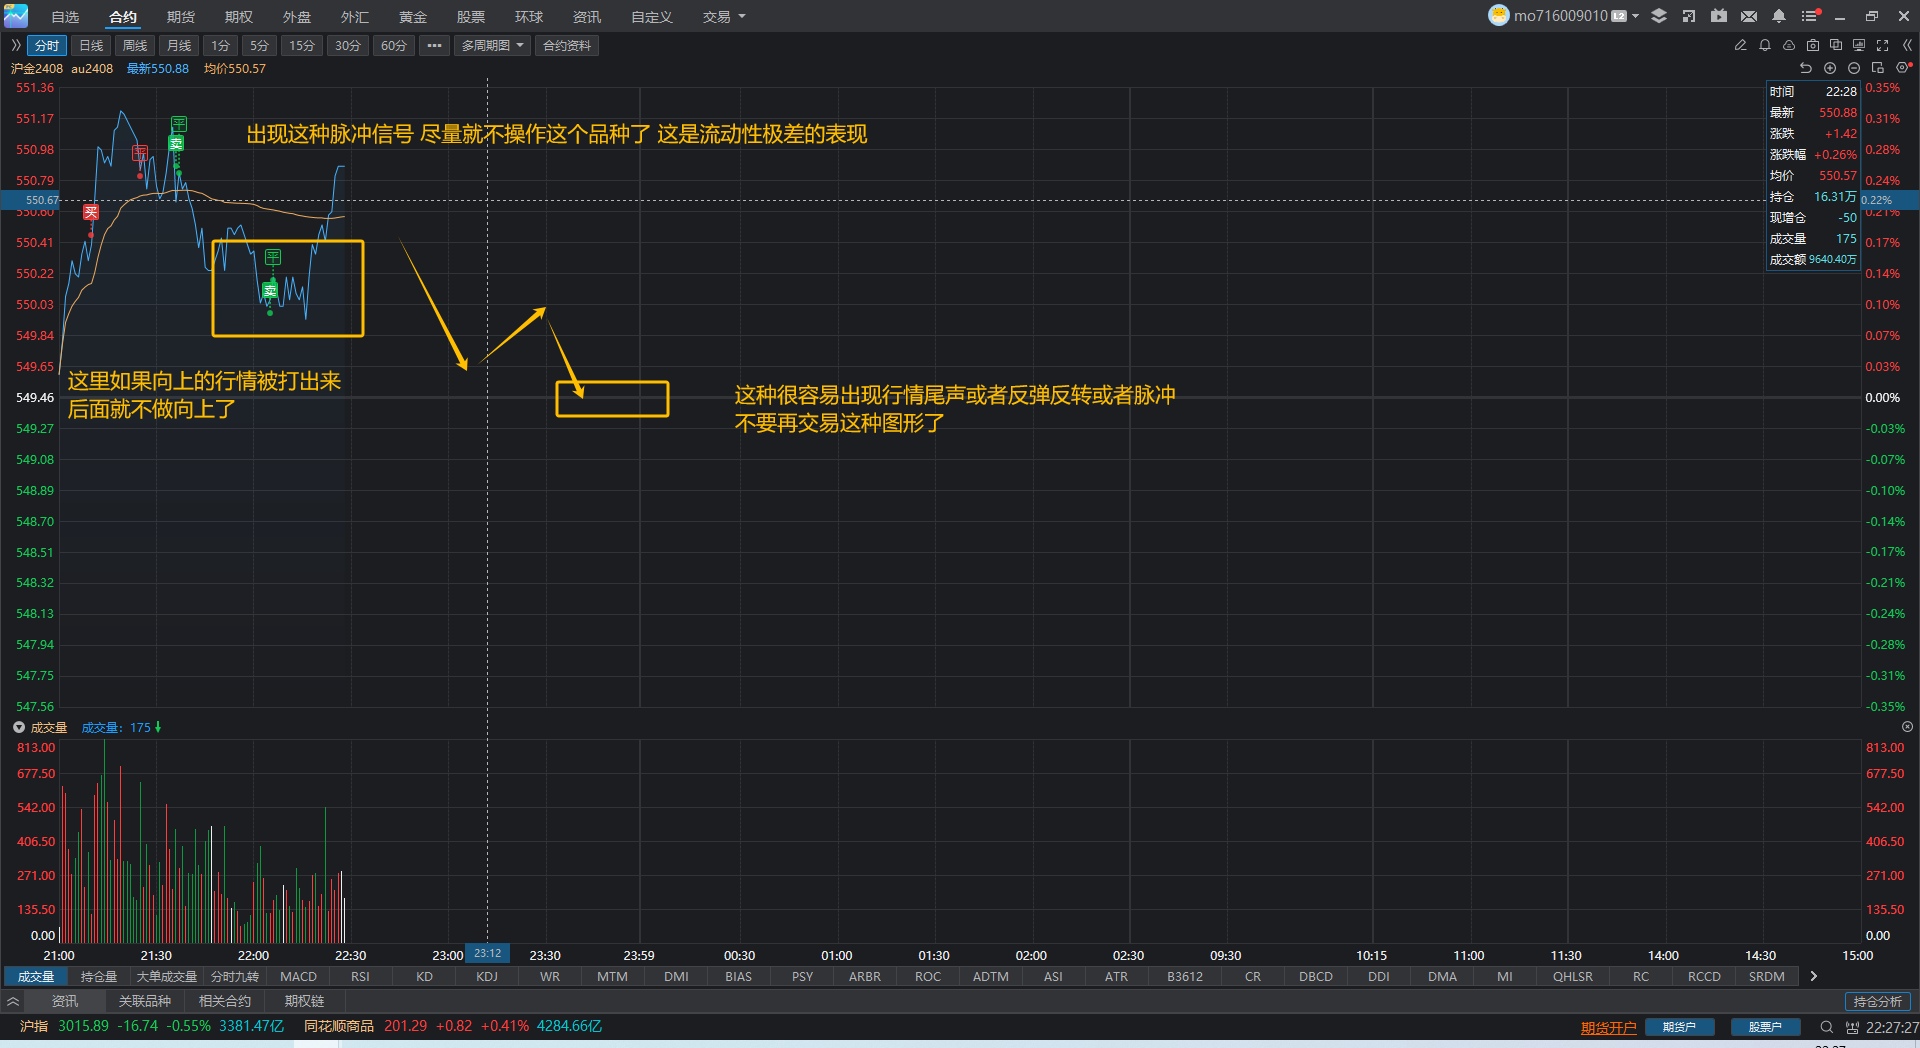 自选 合约 期货 期权 外盘 外汇 黄金 股票 环球 资讯 自定义 交易 mo716009010 L2
分时 日线 周线 月线 1分 5分 15分 30分 60分 ••• 多周期图 合约资料
沪金2408 au2408 最新550.88 均价550.57
551.36
551.17
550.98
550.79
550.67
550.60
550.41
550.22
550.03
549.84
549.65
549.46
549.27
549.08
548.89
548.70
548.51
548.32
548.13
547.94
547.75
547.56
出现这种脉冲信号 尽量就不操作这个品种了 这是流动性极差的表现
买
平
平
卖
平
卖
这里如果向上的行情被打出来
后面就不做向上了
这种很容易出现行情尾声或者反弹反转或者脉冲
不要再交易这种图形了
时间 22:28
最新 550.88
涨跌 +1.42
涨跌幅 +0.26%
均价 550.57
持仓 16.31万
现增仓 -50
成交量 175
成交额 9640.40万
0.35%
0.31%
0.28%
0.24%
0.22%
0.21%
0.17%
0.14%
0.10%
0.07%
0.03%
0.00%
-0.03%
-0.07%
-0.10%
-0.14%
-0.17%
-0.21%
-0.24%
-0.28%
-0.31%
-0.35%
成交量 成交量: 175
813.00 813.00
677.50 677.50
542.00 542.00
406.50 406.50
271.00 271.00
135.50 135.50
0.00 0.00
21:00 21:30 22:00 22:30 23:00 23:12 23:30 23:59 00:30 01:00 01:30 02:00 02:30 09:30 10:15 11:00 11:30 14:00 14:30 15:00
成交量 持仓量 大单成交量 分时九转 MACD RSI KD KDJ WR MTM DMI BIAS PSY ARBR ROC ADTM ASI ATR B3612 CR DBCD DDI DMA MI QHLSR RC RCCD SRDM
资讯 关联品种 相关合约 期权链 持仓分析
沪指 3015.89 -16.74 -0.55% 3381.47亿 同花顺商品 201.29 +0.82 +0.41% 4284.66亿 期货开户 期货户 股票户 22:27:27